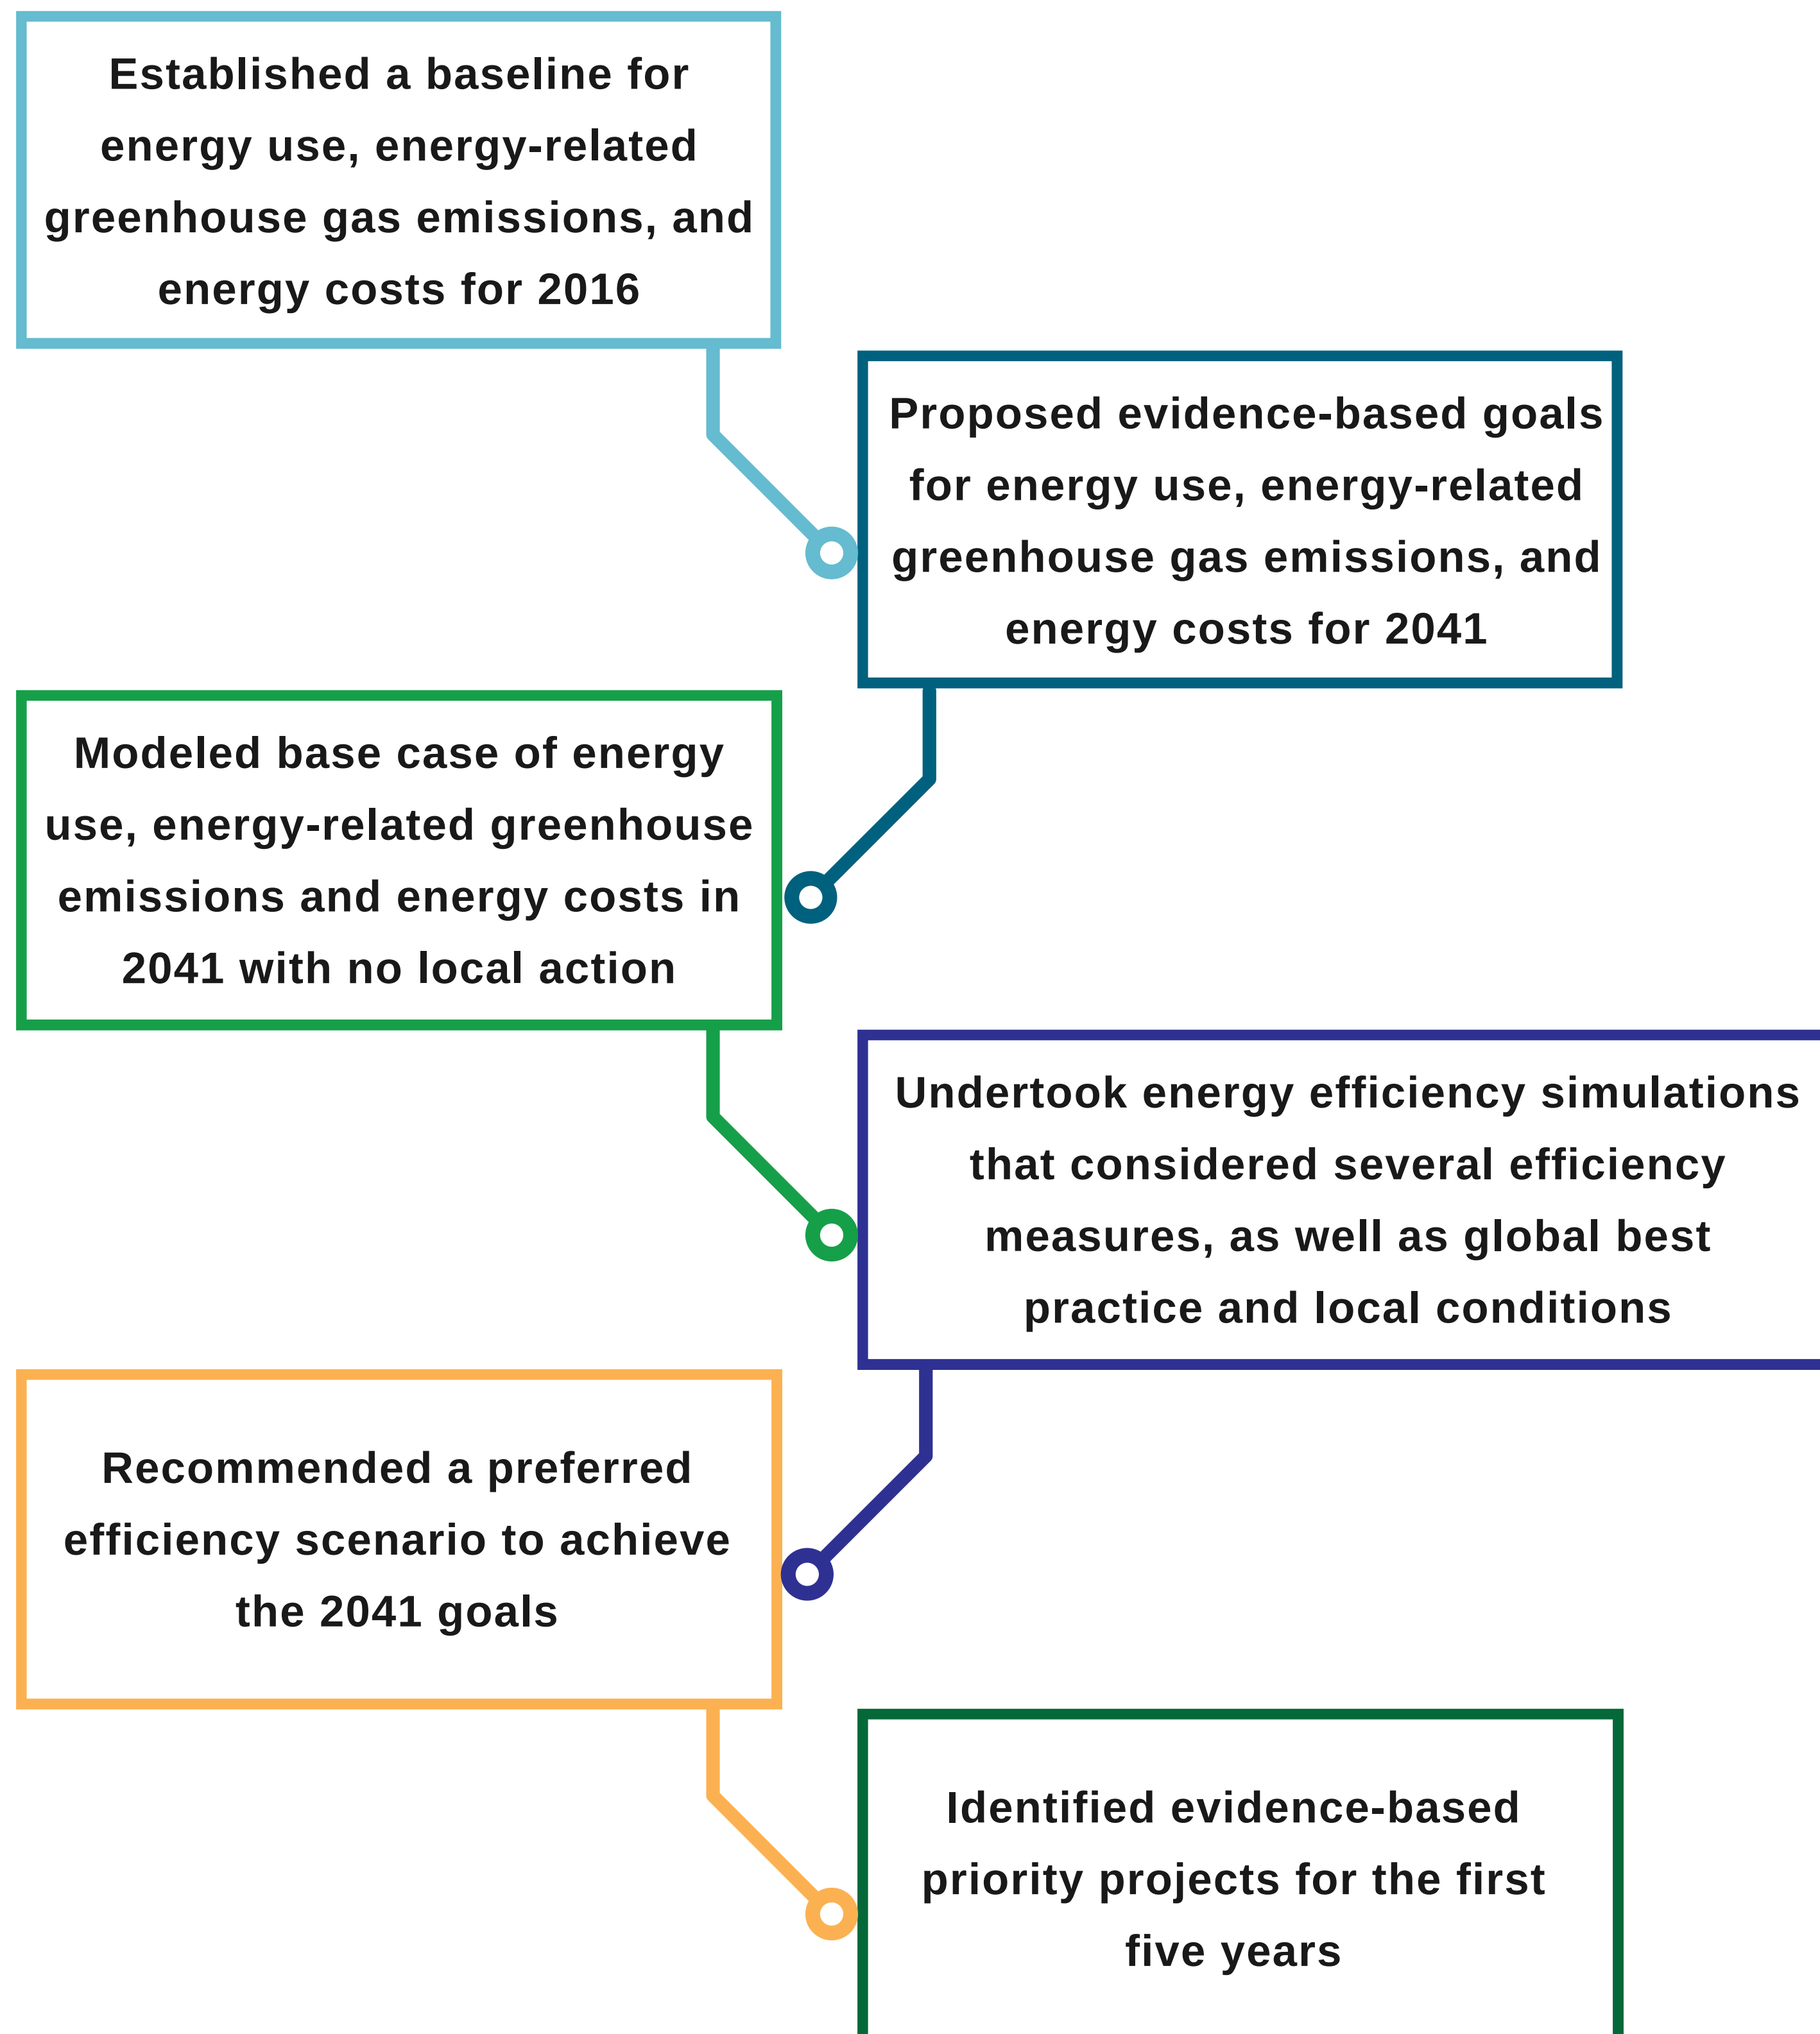 Established a baseline for
energy use, energy-related
greenhouse gas emissions, and
energy costs for 2016
Proposed evidence-based goals
for energy use, energy-related
greenhouse gas emissions, and
energy costs for 2041
Modeled base case of energy
use, energy-related greenhouse
emissions and energy costs in
2041 with no local action
Undertook energy efficiency simulations
that considered several efficiency
measures, as well as global best
practice and local conditions
Recommended a preferred
efficiency scenario to achieve
the 2041 goals
Identified evidence-based
priority projects for the first
five years